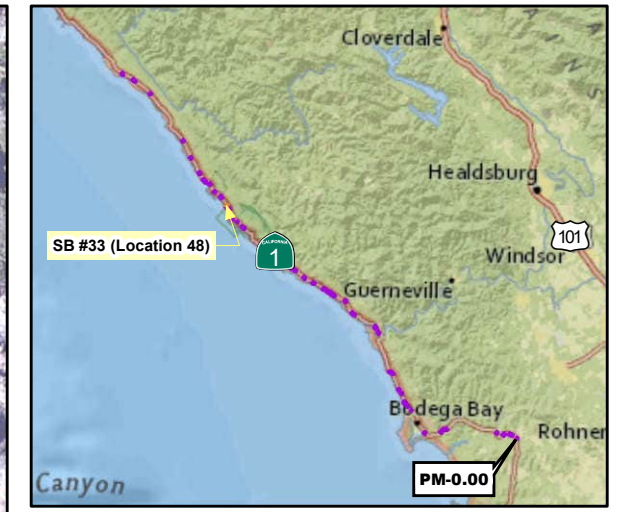 Cloverdale
Healdsburg
101
SB #33 (Location 48)
CALIFORNIA
1
Windsor
Guerneville
Bodega Bay
Rohner
PM-0.00
Canyon